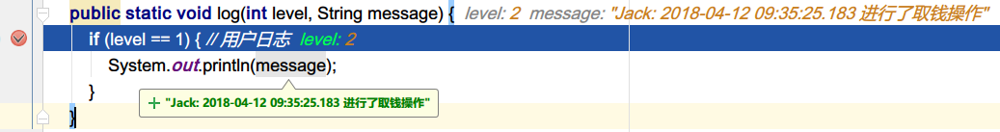 public static void log(int level, String message) { level: 2 message: "Jack: 2018-04-12 09:35:25.183 进行了取钱操作"
if (level == 1) { // 用户日志 level: 2
System.out.println(message);
}
+ "Jack: 2018-04-12 09:35:25.183 进行了取钱操作"
}